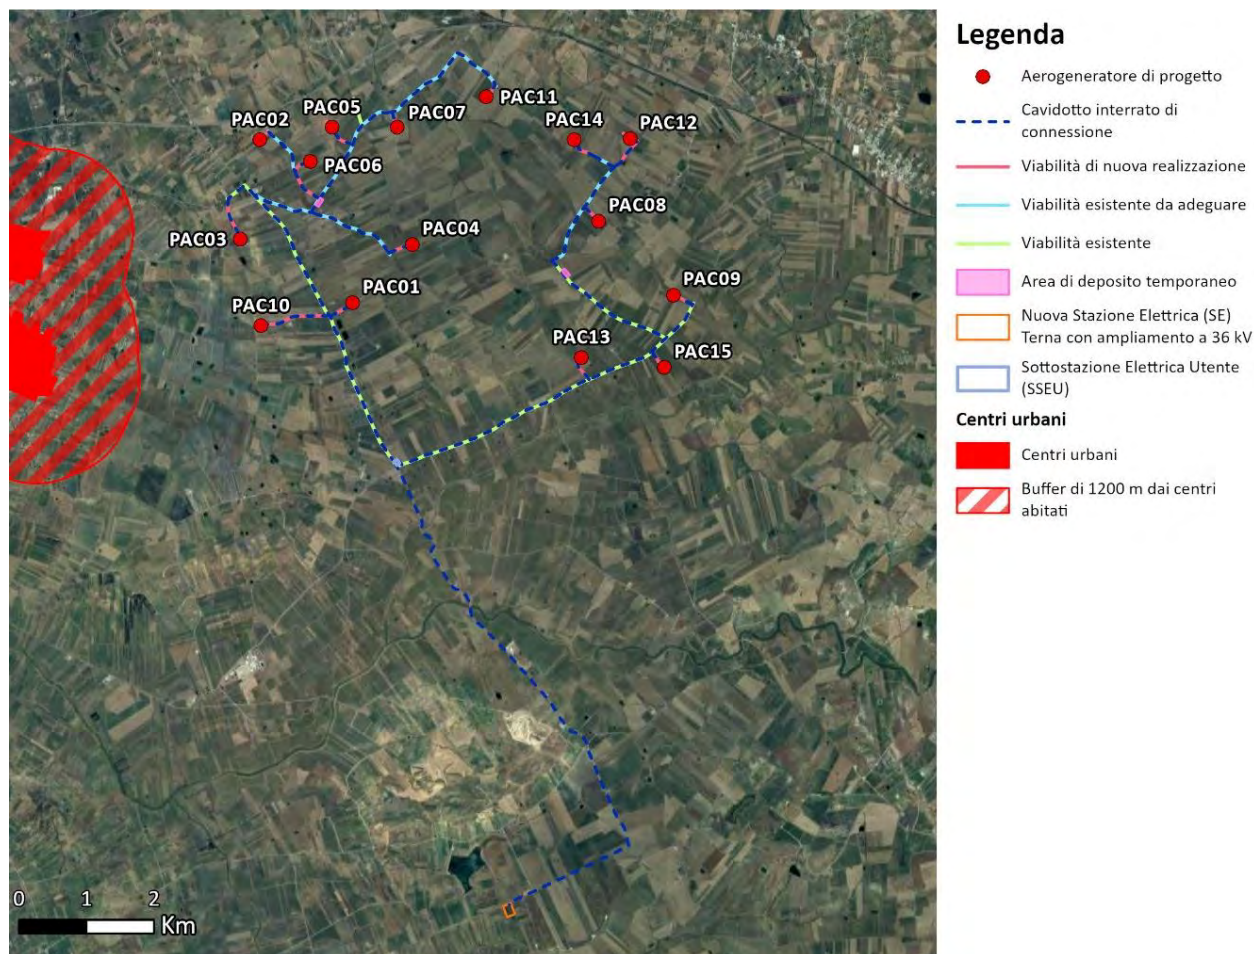 Legenda
Aerogeneratore di progetto
Cavidotto interrato di
connessione
Viabilità di nuova realizzazione
Viabilità esistente da adeguare
Viabilità esistente
Area di deposito temporaneo
Nuova Stazione Elettrica (SE)
Terna con ampliamento a 36 kV
Sottostazione Elettrica Utente
(SSEU)
Centri urbani
Centri urbani
Buffer di 1200 m dai centri
abitati
PAC11
PAC05
PAC02
PAC07
PAC14
PAC12
PAC06
PAC08
PAC03
PAC04
PAC09
PAC01
PAC10
PAC13
PAC15
0 1 2
Km